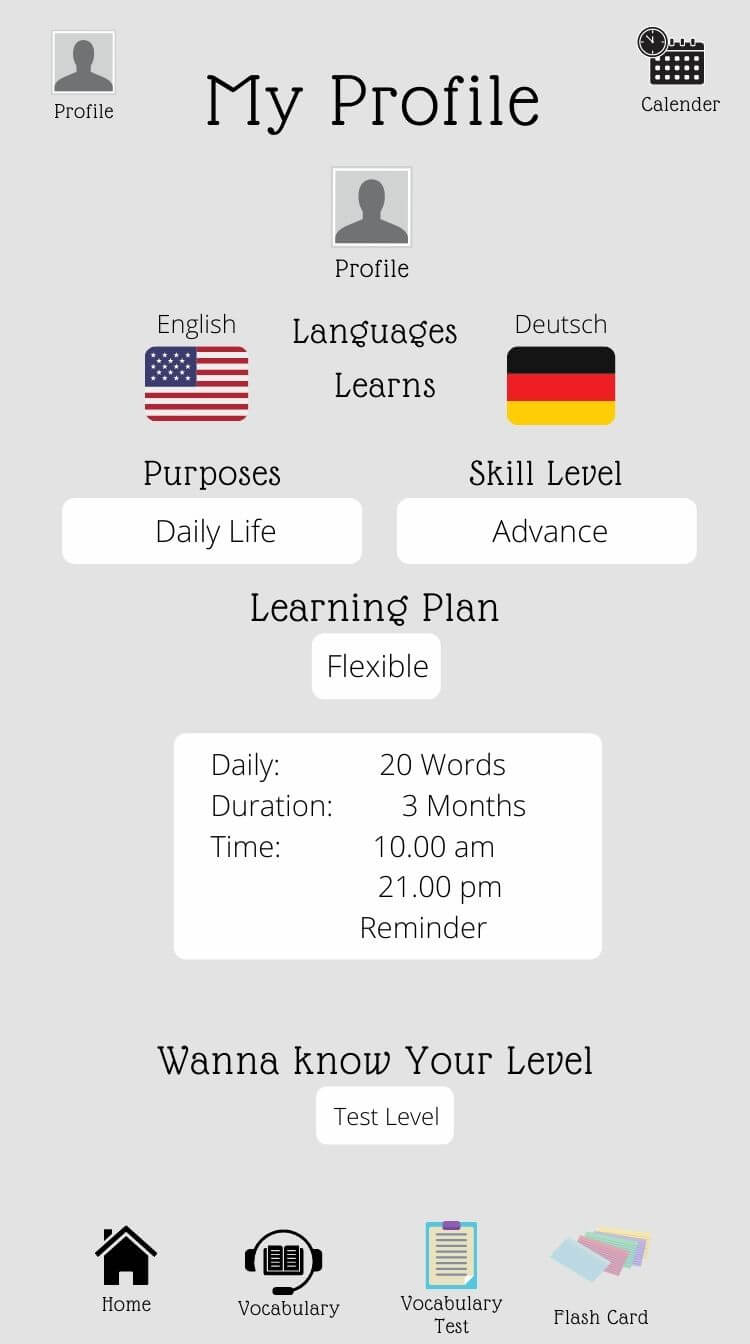 My Profile
Profile
Calender
Profile
English
Languages
Deutsch
Learns
Purposes
Skill Level
Daily Life
Advance
Learning Plan
Flexible
Daily: 20 Words
Duration: 3 Months
Time: 10.00 am
21.00 pm
Reminder
Wanna know Your Level
Test Level
Home
Vocabulary
Vocabulary
Test
Flash Card